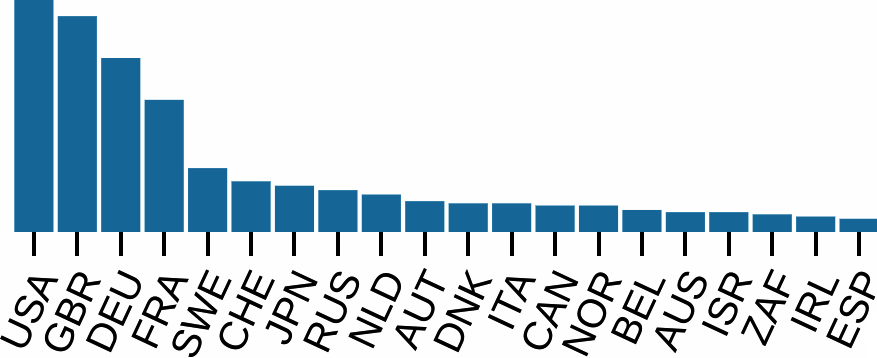 USA
GBR
DEU
FRA
SWE
CHE
JPN
RUS
NLD
AUT
DNK
ITA
CAN
NOR
BEL
AUS
ISR
ZAF
IRL
ESP